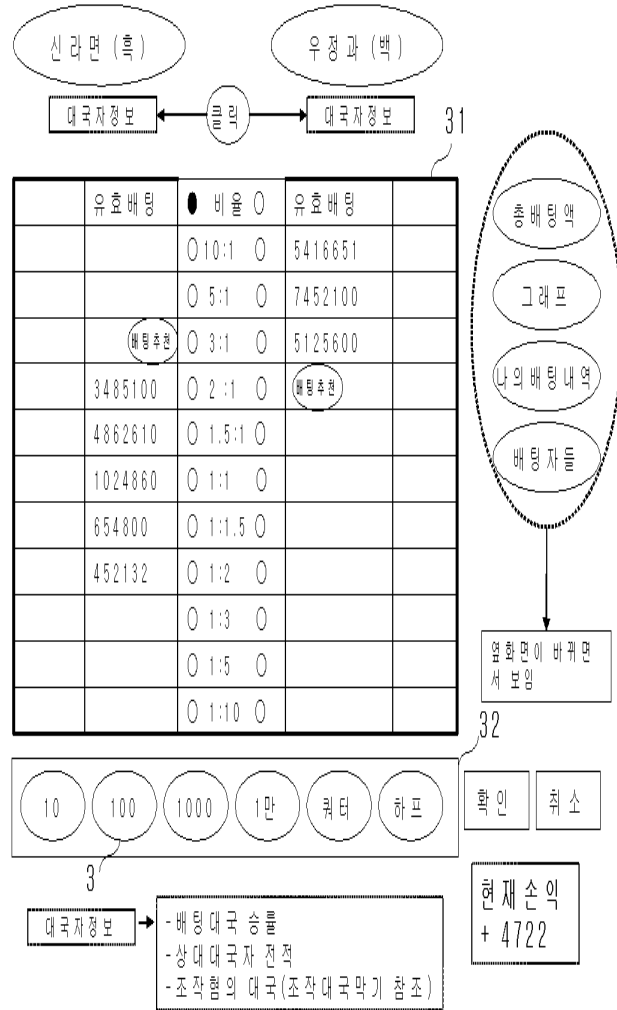 신라면 (흑) 우정과 (백)
대국자정보 클릭 대국자정보
31
유효배팅 ● 비율 ○ 유효배팅
○ 10:1 ○ 5416651
○ 5:1 ○ 7452100
배팅추천 ○ 3:1 ○ 5125600
3485100 ○ 2:1 ○ 배팅추천
4862610 ○ 1.5:1 ○
1024860 ○ 1:1 ○
654800 ○ 1:1.5 ○
452132 ○ 1:2 ○
○ 1:3 ○
○ 1:5 ○
○ 1:10 ○
총배팅액
그래프
나의배팅내역
배팅자들
옆화면이 바뀌면
서 보임
32
10 100 1000 1만 쿼터 하프 확인 취소
3
대국자정보
-배팅대국 승률
-상대대국자 전적
-조작혐의 대국(조작대국막기 참조)
현재손익
+ 4722